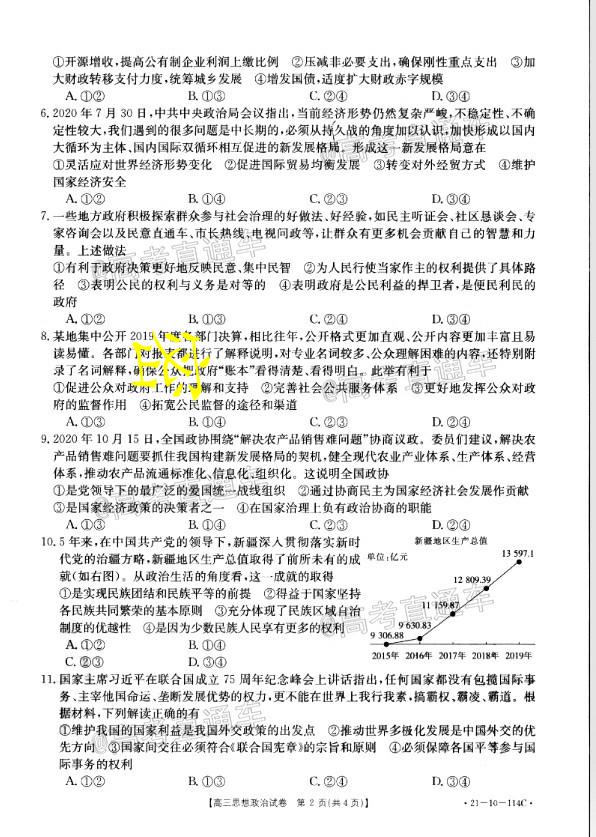 ①开源增收,提高公有制企业利润上缴比例 ②压减非必要支出,确保刚性重点支出 ③加
大财政转移支付力度,统筹城乡发展 ④增发国债,适度扩大财政赤字规模
A.①② B.①③ C.②④ D.③④
6.2020年7月30日,中共中央政治局会议指出,当前经济形势仍然复杂严峻,不稳定性、不确
定性较大,我们遇到的很多问题是中长期的,必须从持久战的角度加以认识,加快形成以国内
大循环为主体、国内国际双循环相互促进的新发展格局。形成这一新发展格局意在
①灵活应对世界经济形势变化 ②促进国际贸易均衡发展 ③转变对外经贸方式 ④维护
国家经济安全
A.①② B.①④ C.②③ D.③④
7.一些地方政府积极探索群众参与社会治理的好做法、好经验,如民主听证会、社区恳谈会、专
家咨询会以及民意直通车、市长热线、电视问政等,让群众有更多机会贡献自己的智慧和力
量。上述做法
①有利于政府决策更好地反映民意、集中民智 ②为人民行使当家作主的权利提供了具体路
径 ③表明公民的权利与义务是对等的 ④表明政府是公民利益的捍卫者,是便民利民的
政府
A.①② B.①③ C.②④ D.③④
8.某地集中公开2019年度各部门决算,相比往年,公开格式更加直观、公开内容更加丰富且易
读易懂。各部门对报表都进行了解释说明,对专业名词较多、公众理解困难的内容,还特别附
录了名词解释,确保公众把政府“账本”看得清楚、看得明白。此举有利于
①促进公众对政府工作的理解和支持 ②完善社会公共服务体系 ③更好地发挥公众对政
府的监督作用 ④拓宽公民监督的途径和渠道
A.①③ B.①④ C.②③ D.②④
9.2020年10月15日,全国政协围绕“解决农产品销售难问题”协商议政。委员们建议,解决农
产品销售难问题要抓住我国构建新发展格局的契机,健全现代农业产业体系、生产体系、经营
体系,推动农产品流通标准化、信息化、组织化。这说明全国政协
①是党领导下的最广泛的爱国统一战线组织 ②通过协商民主为国家经济社会发展作贡献
③是国家经济政策的决策者之一 ④在国家治理上负有政治协商的职能
A.①③ B.①④ C.②③ D.②④
10.5年来,在中国共产党的领导下,新疆深入贯彻落实新时
代党的治疆方略,新疆地区生产总值取得了前所未有的成
就(如右图)。从政治生活的角度看,这一成就的取得
①是实现民族团结和民族平等的前提 ②得益于国家坚持
各民族共同繁荣的基本原则 ③充分体现了民族区域自治
制度的优越性 ④是因为少数民族人民享有更多的权利
A.①④ B.①③
C.②③ D.②④
新疆地区生产总值
单位:亿元
13 597.1
12 809.39
11 159.87
9 630.83
9 306.88
2015年 2016年 2017年 2018年 2019年
11.国家主席习近平在联合国成立75周年纪念峰会上讲话指出,任何国家都没有包揽国际事
务、主宰他国命运、垄断发展优势的权力,更不能在世界上我行我素,搞霸权、霸凌、霸道。根
据材料,下列解读正确的有
①维护我国的国家利益是我国外交政策的出发点 ②推动世界多极化发展是中国外交的优
先方向 ③国家间交往必须符合《联合国宪章》的宗旨和原则 ④必须保障各国平等参与国
际事务的权利
A.①② B.①③ C.②④ D.③④
【高三思想政治试卷 第2页(共4页)】
·21-10-114C·